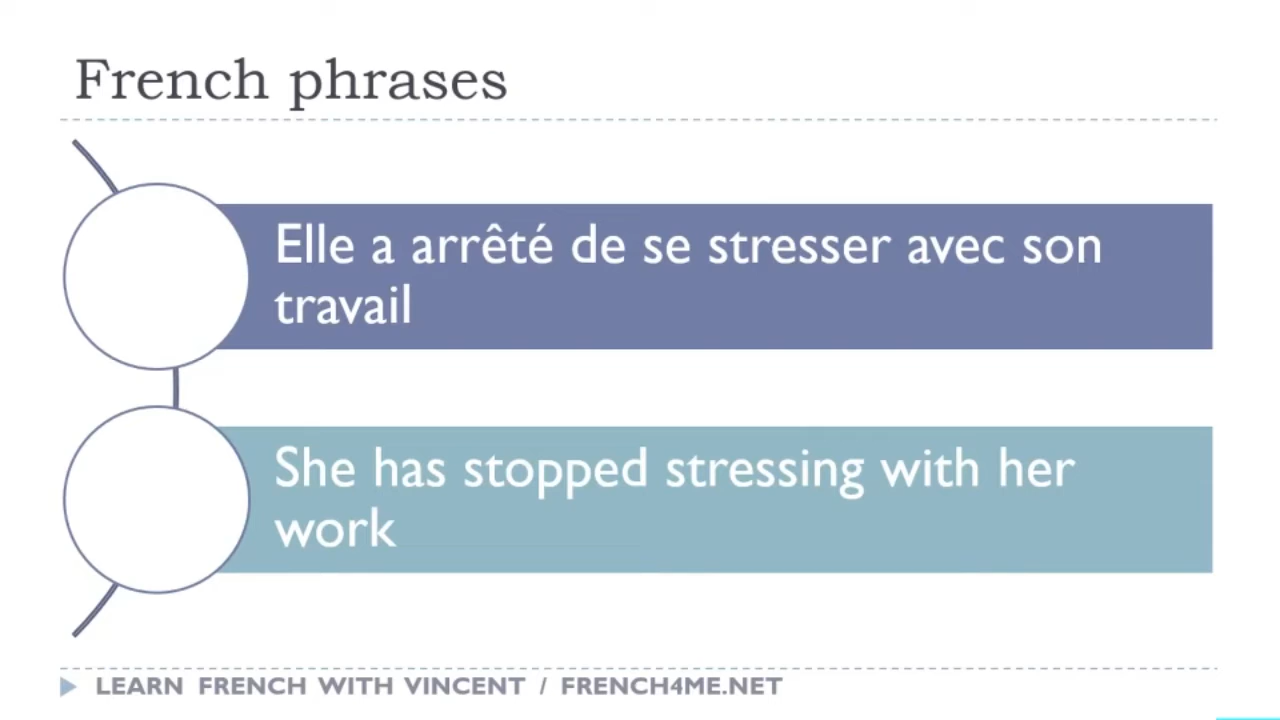 French phrases
Elle a arrêté de se stresser avec son
travail
She has stopped stressing with her
work
LEARN FRENCH WITH VINCENT / FRENCH4ME.NET